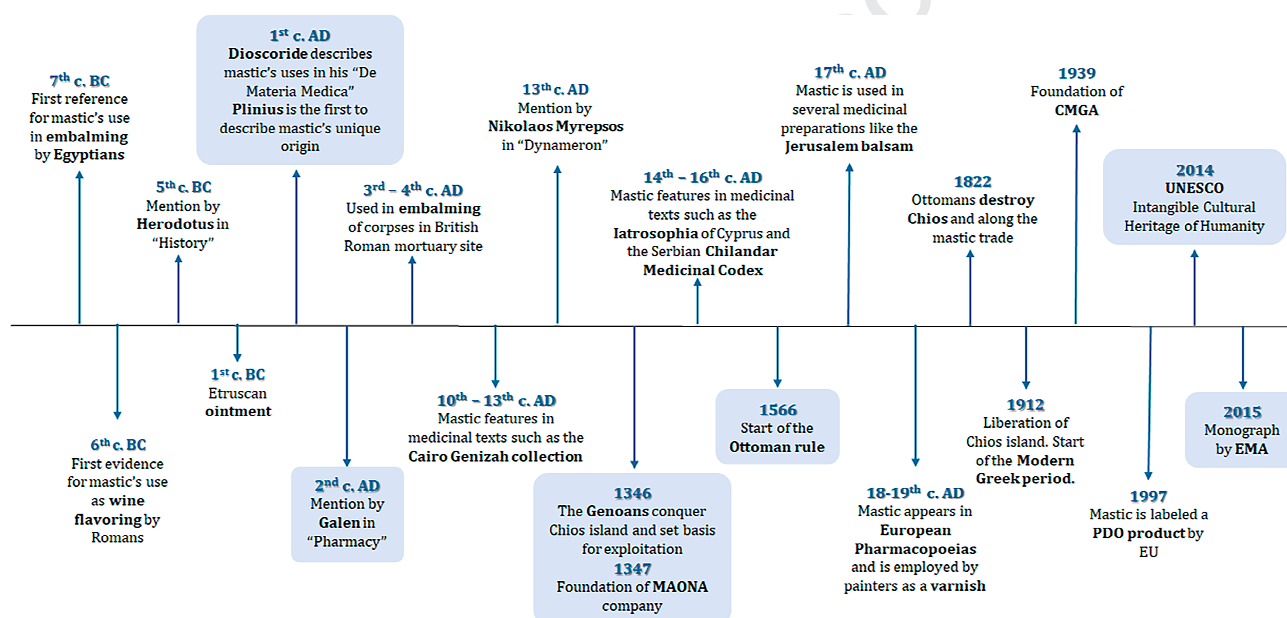 7th c. BC
First reference
for mastic's use
in embalming
by Egyptians
6th c. BC
First evidence
for mastic's use
as wine
flavoring by
Romans
5th c. BC
Mention by
Herodotus in
"History"
1st c. BC
Etruscan
ointment
1st c. AD
Dioscoride describes
mastic's uses in his "De
Materia Medica"
Plinius is the first to
describe mastic's unique
origin
2nd c. AD
Mention by
Galen in
"Pharmacy"
3rd – 4th c. AD
Used in embalming
of corpses in British
Roman mortuary site
10th – 13th c. AD
Mastic features in
medicinal texts such as the
Cairo Genizah collection
13th c. AD
Mention by
Nikolaos Myrepsos
in "Dynameron"
1346
The Genoans conquer
Chios island and set basis
for exploitation
1347
Foundation of MAONA
company
14th – 16th c. AD
Mastic features in medicinal
texts such as the
Iatrosophia of Cyprus and
the Serbian Chilandar
Medicinal Codex
1566
Start of the
Ottoman rule
17th c. AD
Mastic is used in
several medicinal
preparations like the
Jerusalem balsam
18-19th c. AD
Mastic appears in
European
Pharmacopoeias
and is employed by
painters as a varnish
1822
Ottomans destroy
Chios and along the
mastic trade
1912
Liberation of
Chios island. Start
of the Modern
Greek period.
1939
Foundation of
CMGA
1997
Mastic is labeled a
PDO product by
EU
2014
UNESCO
Intangible Cultural
Heritage of Humanity
2015
Monograph
by EMA